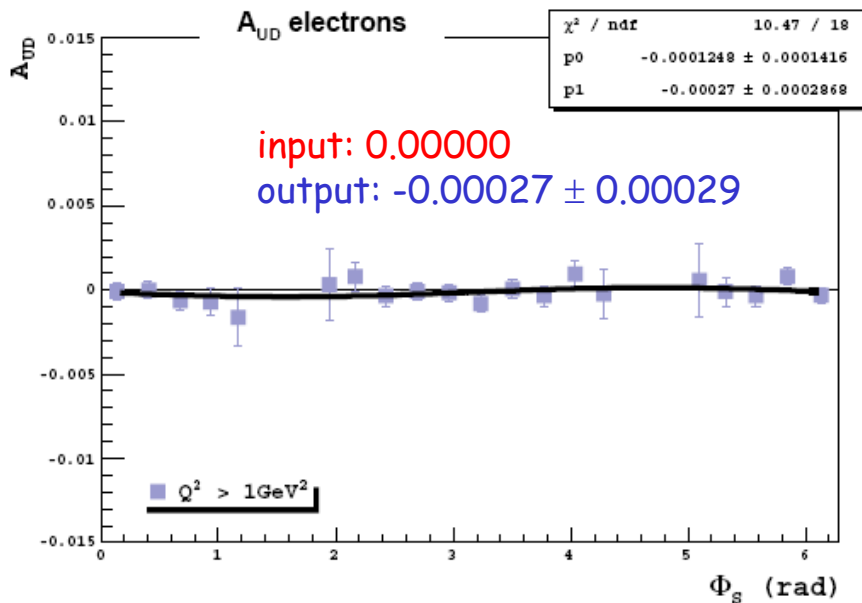 A_UD electrons
χ² / ndf 10.47 / 18
p0 -0.0001248 ± 0.0001416
p1 -0.00027 ± 0.0002868
input: 0.00000
output: -0.00027 ± 0.00029
A_UD
0.015
0.01
0.005
0
-0.005
-0.01
-0.015
Q² > 1GeV²
0 1 2 3 4 5 6
Φ_s (rad)